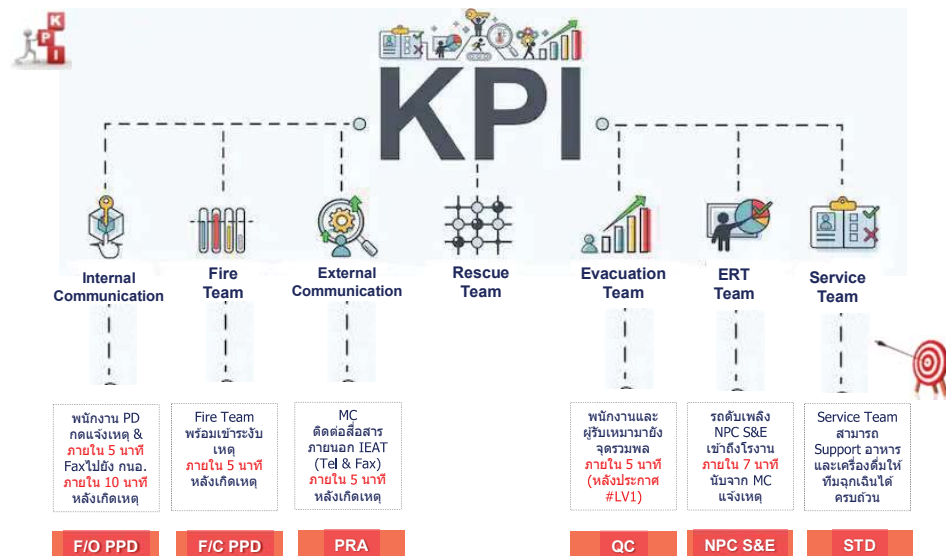 K
P
I
KPI
Internal
Communication
Fire
Team
External
Communication
Rescue
Team
Evacuation
Team
ERT
Team
Service
Team
พนักงาน PD
กดแจ้งเหตุ &
ภายใน 5 นาที
Faxไปยัง กนอ.
ภายใน 10 นาที
หลังเกิดเหตุ
Fire Team
พร้อมเข้าระงับ
เหตุ
ภายใน 5 นาที
หลังเกิดเหตุ
MC
ติดต่อสื่อสาร
ภายนอก IEAT
(Tel & Fax)
ภายใน 5 นาที
หลังเกิดเหตุ
พนักงานและ
ผู้รับเหมามายัง
จุดรวมพล
ภายใน 5 นาที
(หลังประกาศ
#LV1)
รถดับเพลิง
NPC S&E
เข้าถึงโรงงาน
ภายใน 7 นาที
นับจาก MC
แจ้งเหตุ
Service Team
สามารถ
Support อาหาร
และเครื่องดื่มให้
ทีมฉุกเฉินได้
ครบถ้วน
F/O PPD
F/C PPD
PRA
QC
NPC S&E
STD